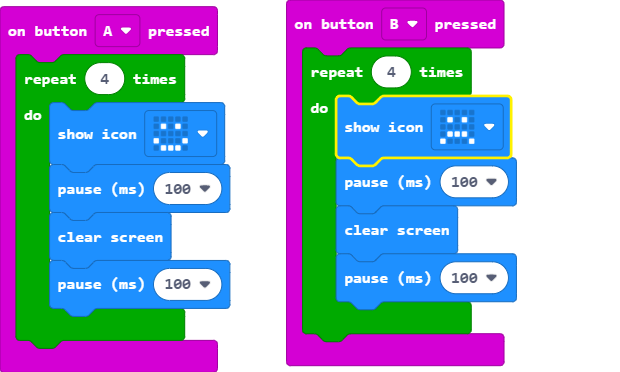 on button A pressed
repeat 4 times
do
show icon
pause (ms) 100
clear screen
pause (ms) 100
on button B pressed
repeat 4 times
do
show icon
pause (ms) 100
clear screen
pause (ms) 100